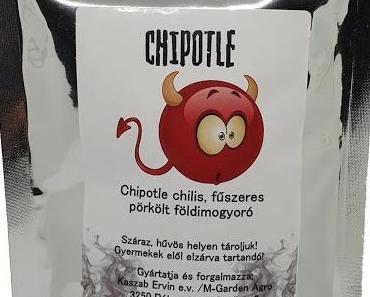 CHIPOTLE
Chipotle chilis, fűszeres
pörkölt földimogyoró
Száraz, hűvös helyen tároljuk!
Gyermekek elől elzárva tartandó!
Gyártatja és forgalmazza:
Kaszab Ervin e.v. /M-Garden Agro
3250